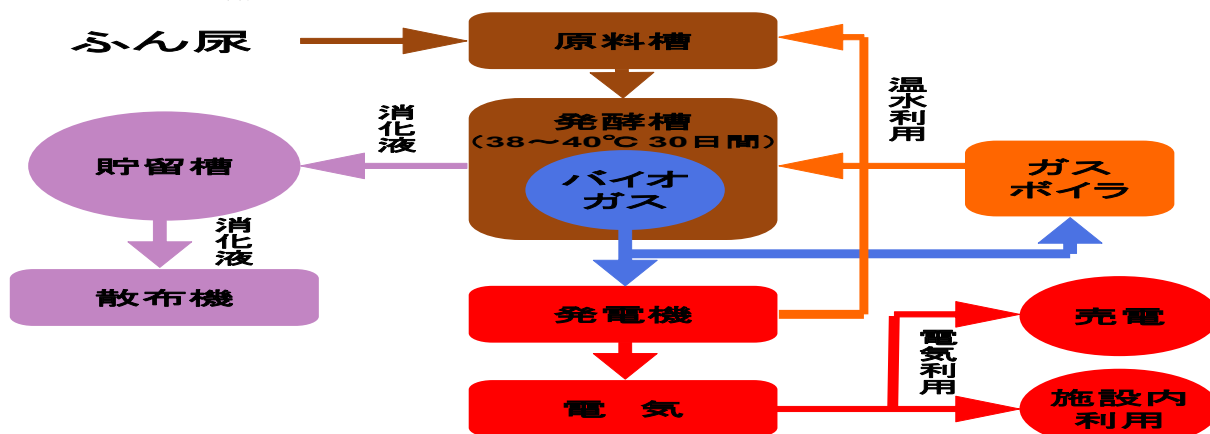 ふん尿
原料槽
温水利用
消化液
発酵槽
(38～40℃ 30日間)
バイオ
ガス
貯留槽
ガス
ボイラ
消化液
散布機
発電機
売電
電気利用
電　気
施設内
利用